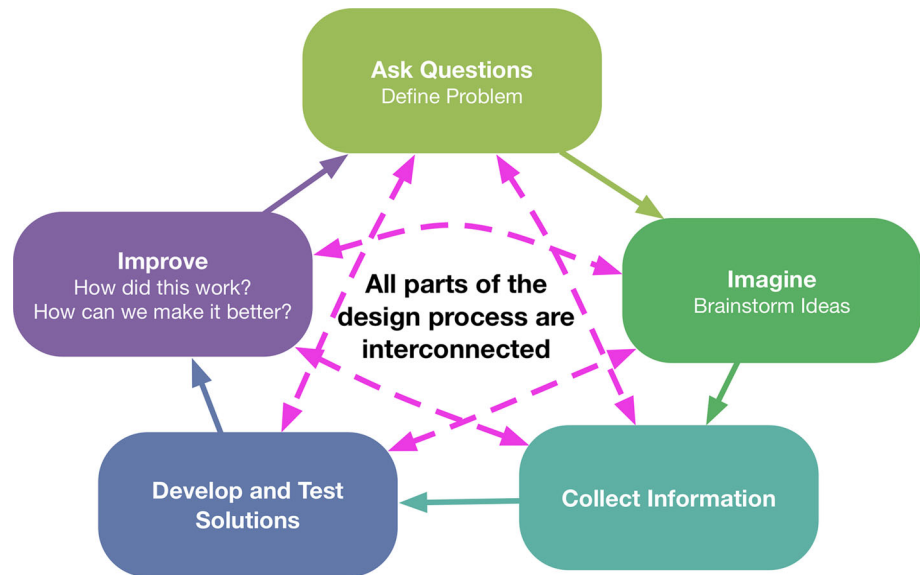 Ask Questions
Define Problem
Improve
How did this work?
How can we make it better?
All parts of the
design process are
interconnected
Imagine
Brainstorm Ideas
Develop and Test
Solutions
Collect Information